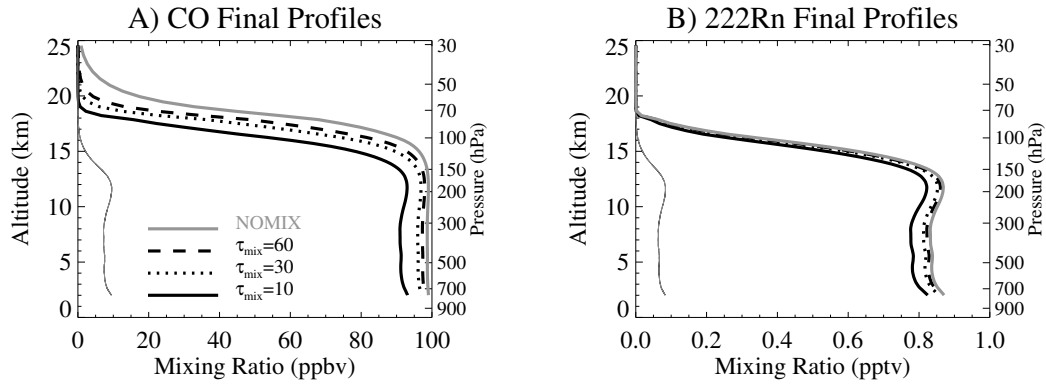 A) CO Final Profiles
25
20
15
10
5
0
Altitude (km)
30
50
70
100
150
200
300
500
700
900
Pressure (hPa)
NOMIX
τmix=60
τmix=30
τmix=10
0 20 40 60 80 100
Mixing Ratio (ppbv)
B) 222Rn Final Profiles
25
20
15
10
5
0
Altitude (km)
30
50
70
100
150
200
300
500
700
900
Pressure (hPa)
0.0 0.2 0.4 0.6 0.8 1.0
Mixing Ratio (pptv)